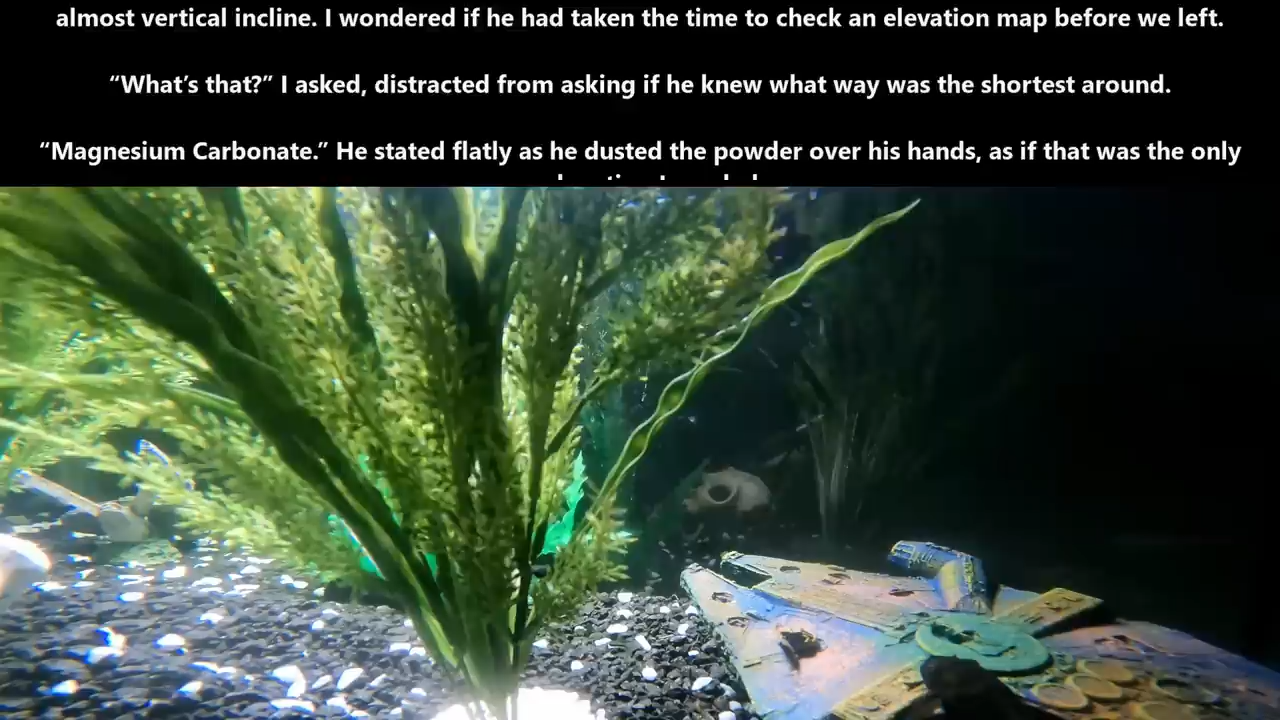 almost vertical incline. I wondered if he had taken the time to check an elevation map before we left.
“What’s that?” I asked, distracted from asking if he knew what way was the shortest around.
“Magnesium Carbonate.” He stated flatly as he dusted the powder over his hands, as if that was the only